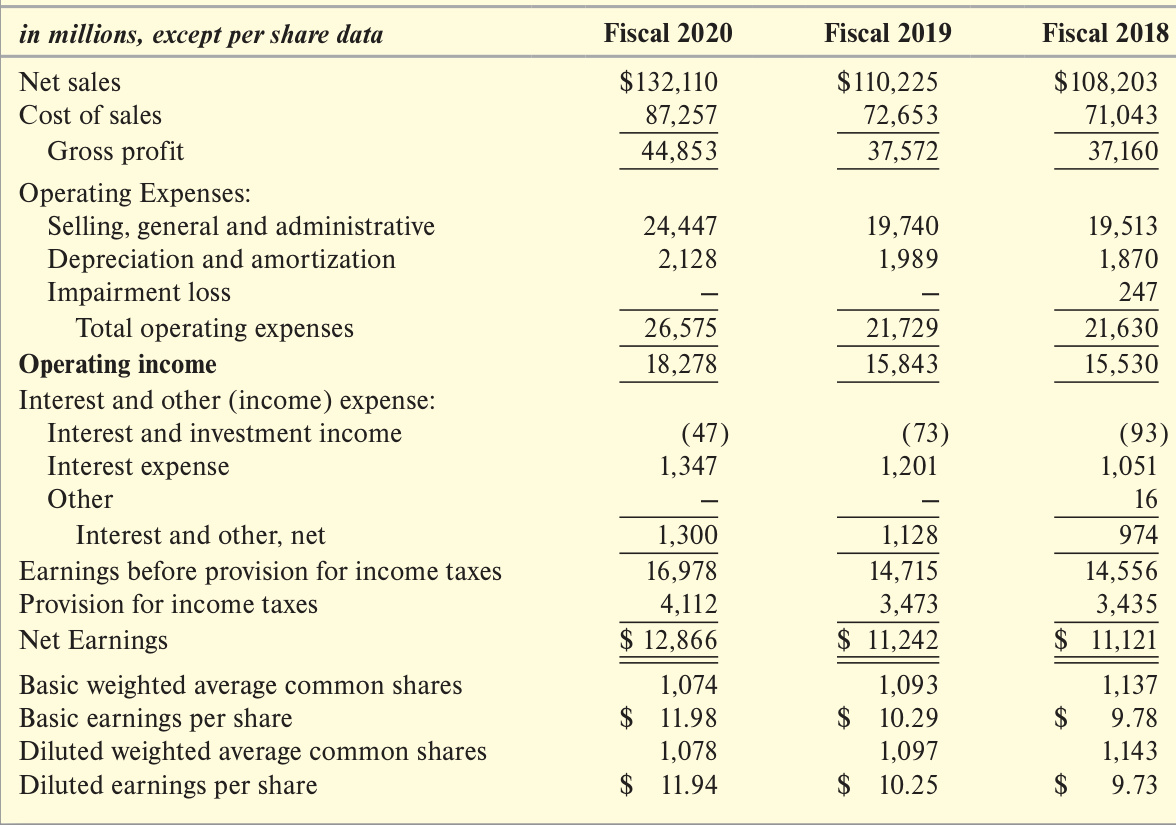 in millions, except per share data Fiscal 2020 Fiscal 2019 Fiscal 2018
Net sales $132,110 $110,225 $108,203
Cost of sales 87,257 72,653 71,043
Gross profit 44,853 37,572 37,160
Operating Expenses:
Selling, general and administrative 24,447 19,740 19,513
Depreciation and amortization 2,128 1,989 1,870
Impairment loss — — 247
Total operating expenses 26,575 21,729 21,630
Operating income 18,278 15,843 15,530
Interest and other (income) expense:
Interest and investment income (47) (73) (93)
Interest expense 1,347 1,201 1,051
Other — — 16
Interest and other, net 1,300 1,128 974
Earnings before provision for income taxes 16,978 14,715 14,556
Provision for income taxes 4,112 3,473 3,435
Net Earnings $ 12,866 $ 11,242 $ 11,121
Basic weighted average common shares 1,074 1,093 1,137
Basic earnings per share $ 11.98 $ 10.29 $ 9.78
Diluted weighted average common shares 1,078 1,097 1,143
Diluted earnings per share $ 11.94 $ 10.25 $ 9.73